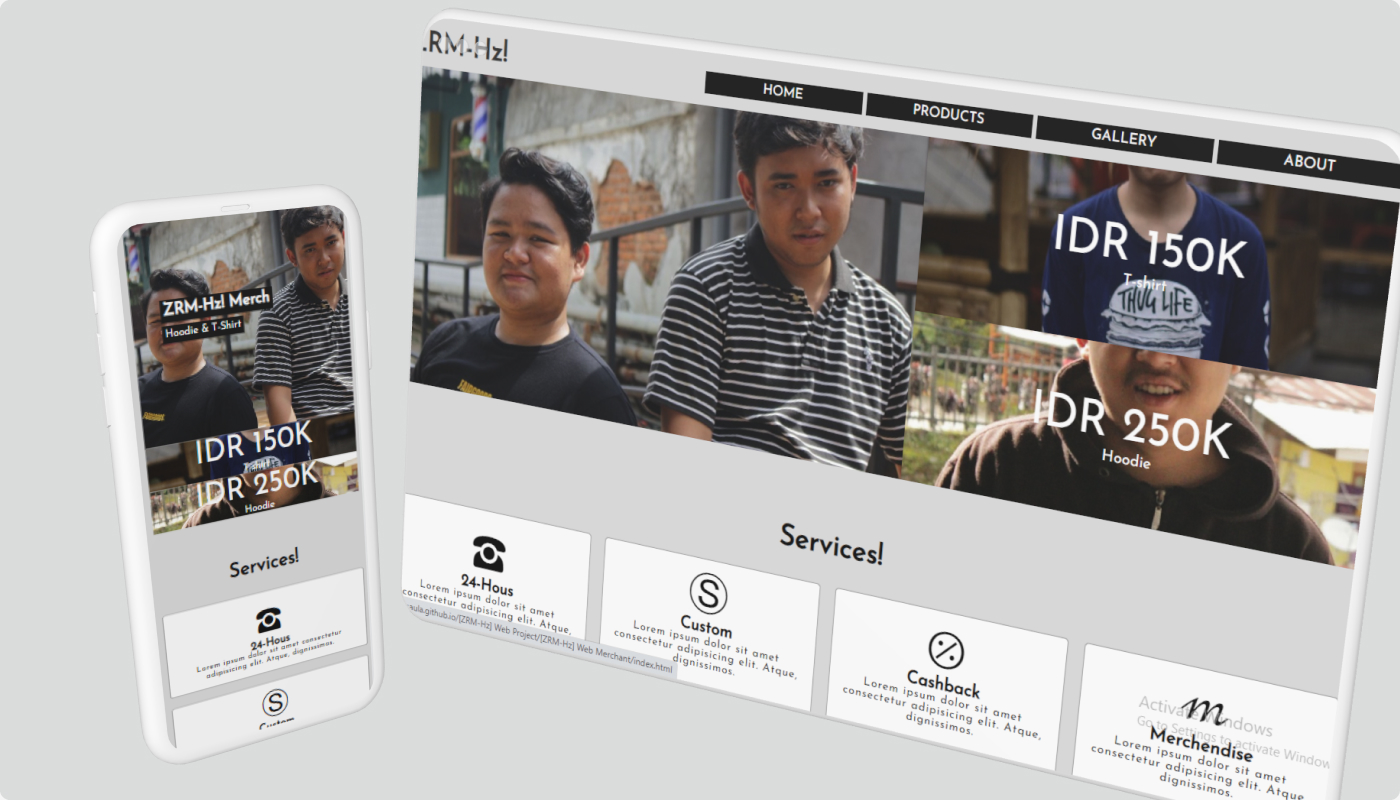 ZRM-Hz! Merch
Hoodie & T-Shirt
IDR 150K
IDR 250K
Hoodie
Services!
24-Hous
Lorem ipsum dolor sit amet consectetur
adipisicing elit. Atque, dignissimos.
Custom
.RM-Hz!
HOME
PRODUCTS
GALLERY
ABOUT
IDR 150K
T-shirt
THUG LIFE
IDR 250K
Hoodie
Services!
24-Hous
Lorem ipsum dolor sit amet
consectetur adipisicing elit. Atque,
aula.github.io/[ZRM-Hz] Web Project/[ZRM-Hz] Web Merchant/index.html
Custom
Lorem ipsum dolor sit amet
consectetur adipisicing elit. Atque,
dignissimos.
Cashback
Lorem ipsum dolor sit amet
consectetur adipisicing elit. Atque,
dignissimos.
Activate Windows
Go to Settings to activate Window
Merchendise
Lorem ipsum dolor sit amet
consectetur adipisicing elit. Atque,
dignissimos.